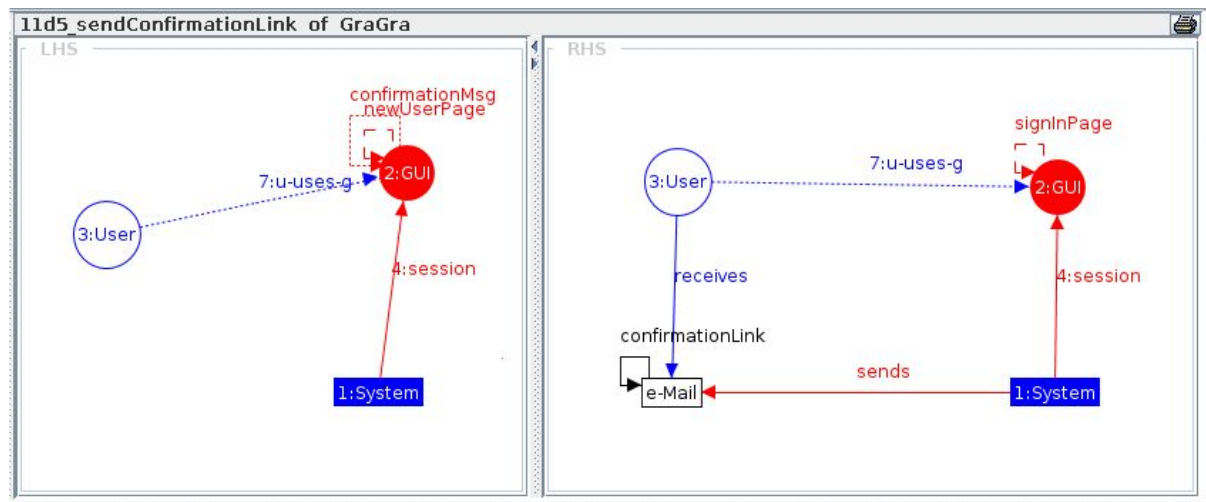 11d5_sendConfirmationLink of GraGra
LHS
confirmationMsg
newUserPage
7:u-uses-g
2:GUI
3:User
4:session
1:System
RHS
signInPage
7:u-uses-g
3:User
2:GUI
receives
4:session
confirmationLink
sends
e-Mail
1:System